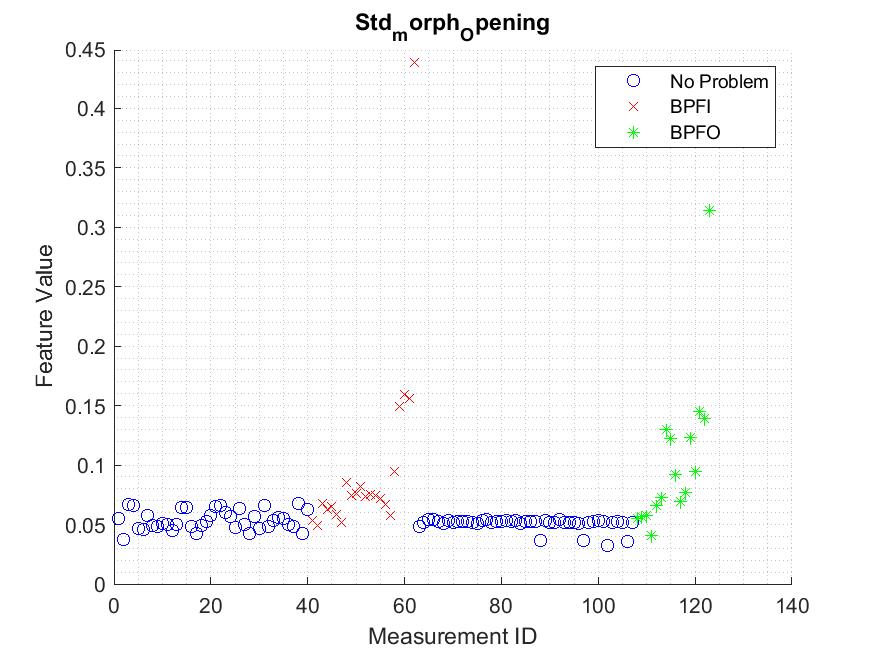 Std_morph_Opening
0.45
0.4
0.35
0.3
0.25
0.2
0.15
0.1
0.05
0
Feature Value
No Problem
BPFI
BPFO
0 20 40 60 80 100 120 140
Measurement ID